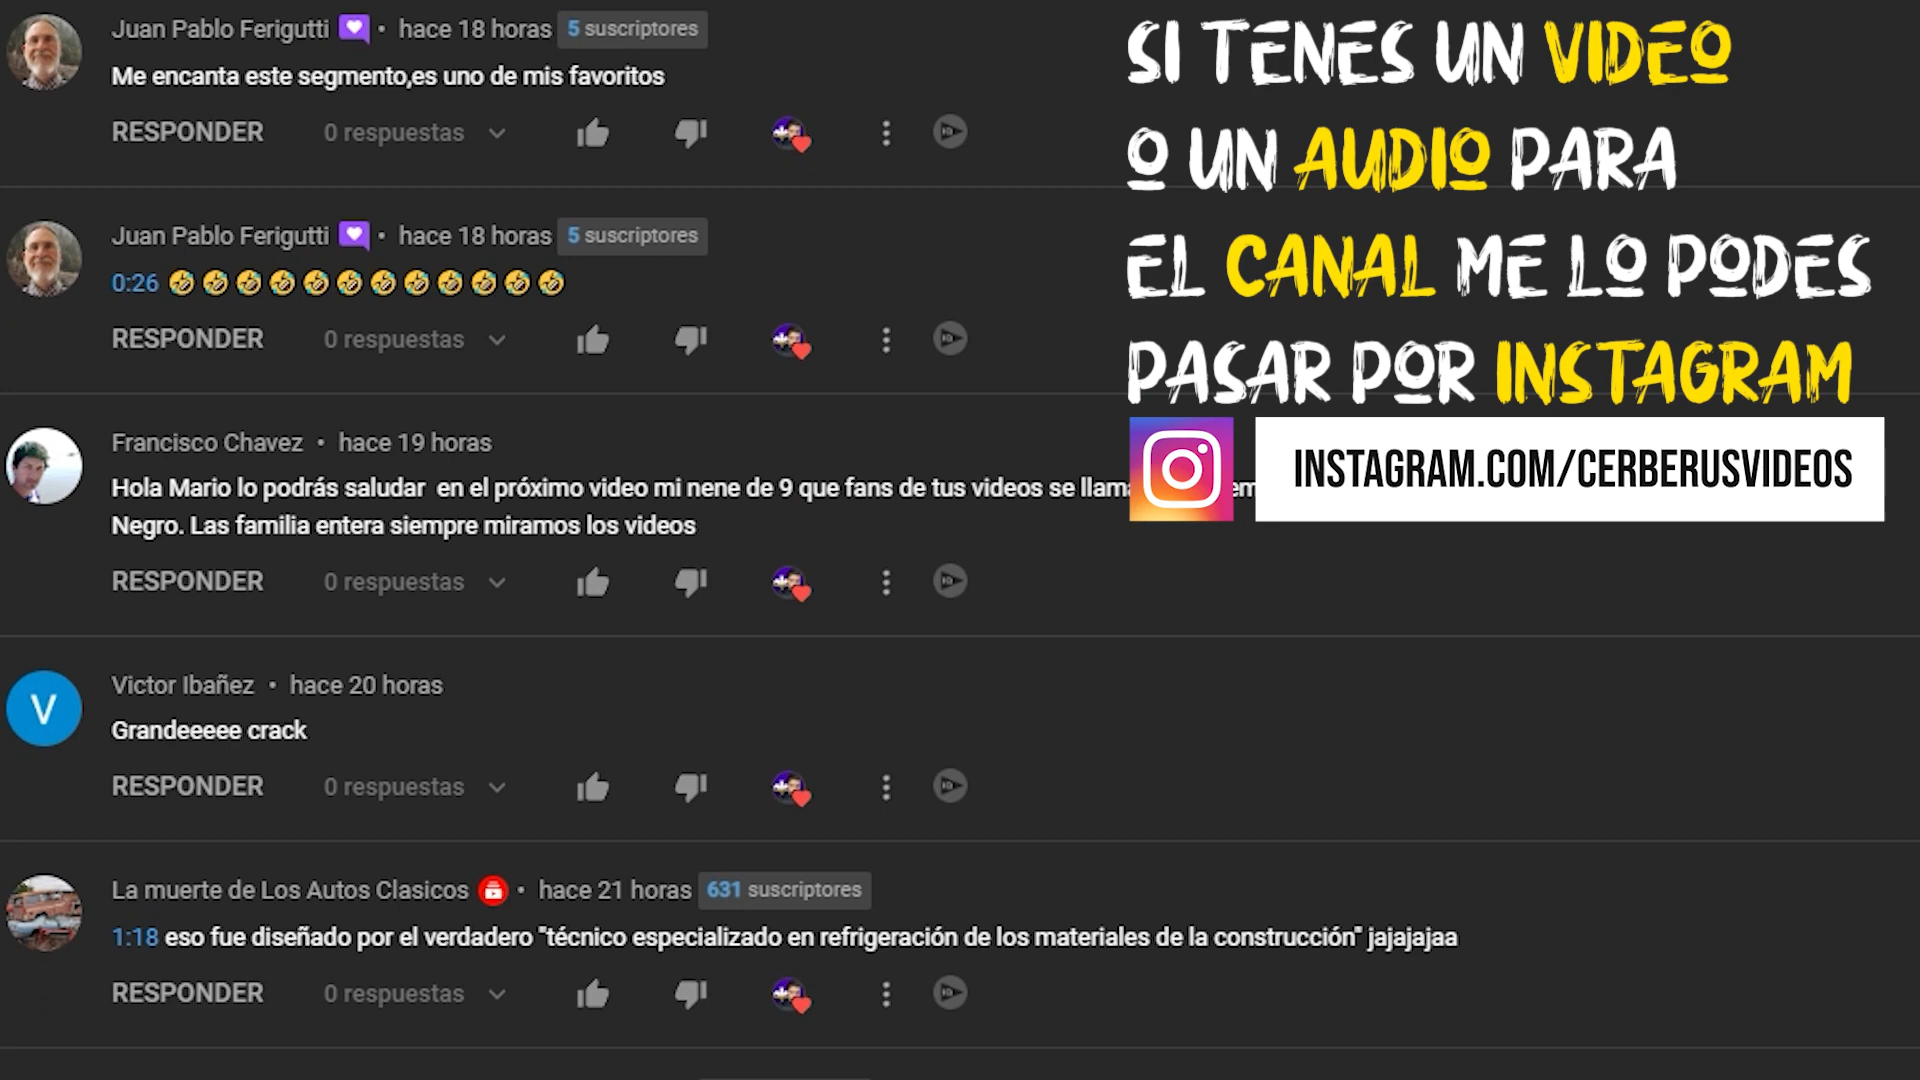 Juan Pablo Ferigutti • hace 18 horas 5 suscriptores
Me encanta este segmento,es uno de mis favoritos
RESPONDER 0 respuestas
Juan Pablo Ferigutti • hace 18 horas 5 suscriptores
0:26 🤣🤣🤣🤣🤣🤣🤣🤣🤣🤣🤣🤣
RESPONDER 0 respuestas
Francisco Chavez • hace 19 horas
Hola Mario lo podrás saludar en el próximo video mi nene de 9 que fans de tus videos se
Negro. Las familia entera siempre miramos los videos
RESPONDER 0 respuestas
Victor Ibañez • hace 20 horas
Grandeeeee crack
RESPONDER 0 respuestas
V
La muerte de Los Autos Clasicos • hace 21 horas 631 suscriptores
1:18 eso fue diseñado por el verdadero "técnico especializado en refrigeración de los materiales de la construcción" jajajajaa
RESPONDER 0 respuestas
SI TENES UN VIDEO
O UN AUDIO PARA
EL CANAL ME LO PODES
PASAR POR INSTAGRAM
INSTAGRAM.COM/CERBERUSVIDEOS